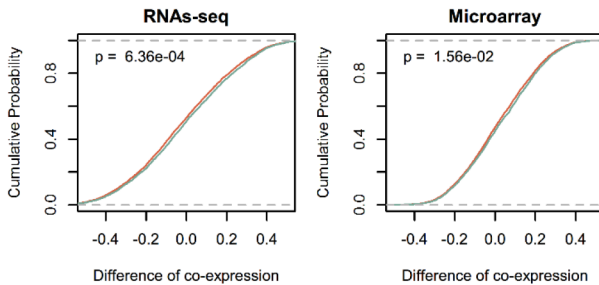 RNAs-seq
Cumulative Probability
0.8
0.4
0.0
p = 6.36e-04
-0.4 -0.2 0.0 0.2 0.4
Difference of co-expression
Microarray
Cumulative Probability
0.8
0.4
0.0
p = 1.56e-02
-0.4 -0.2 0.0 0.2 0.4
Difference of co-expression